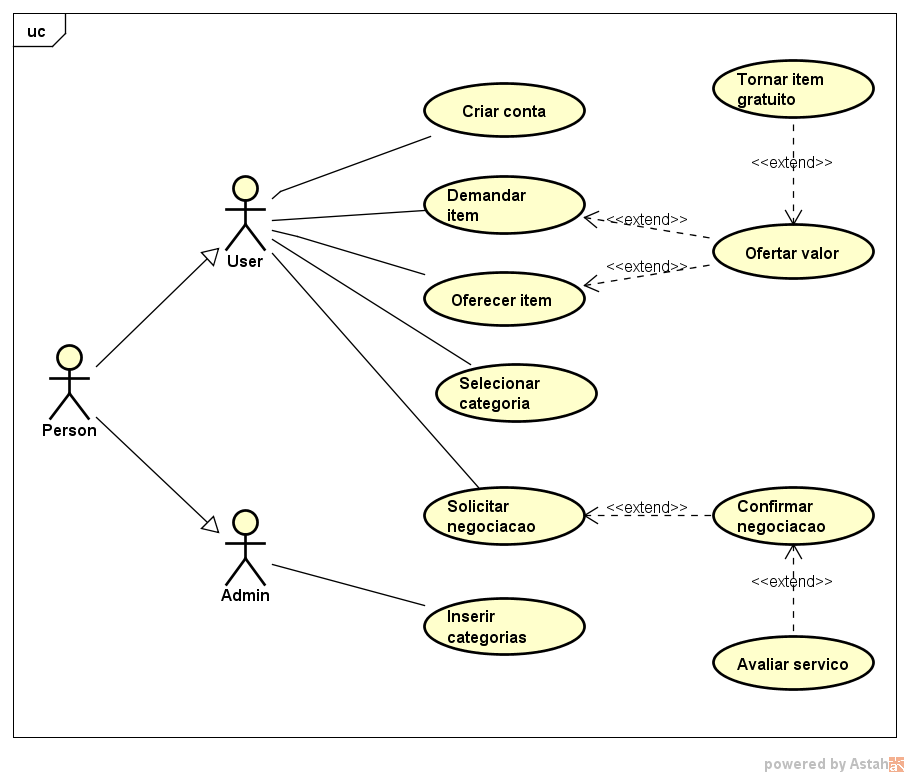 uc
Tornar item
gratuito
Criar conta
<<extend>>
Demandar
item
<<extend>>
User
Ofertar valor
<<extend>>
Oferecer item
Selecionar
categoria
Person
Solicitar
negociacao
<<extend>>
Confirmar
negociacao
<<extend>>
Admin
Inserir
categorias
Avaliar servico
powered by Astah